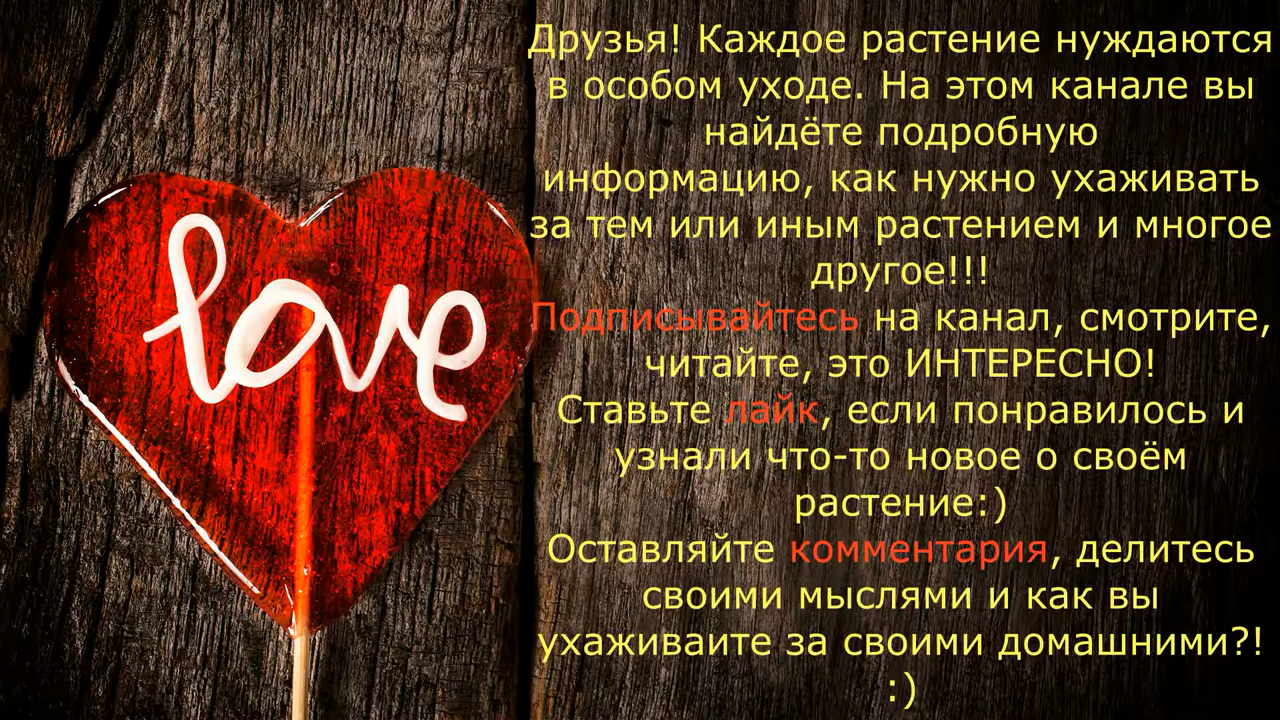 love
Друзья! Каждое растение нуждаются
в особом уходе. На этом канале вы
найдёте подробную
информацию, как нужно ухаживать
за тем или иным растением и многое
другое!!!
Подписывайтесь на канал, смотрите,
читайте, это ИНТЕРЕСНО!
Ставьте лайк, если понравилось и
узнали что-то новое о своём
растение:)
Оставляйте комментария, делитесь
своими мыслями и как вы
ухаживаите за своими домашними?!
:)